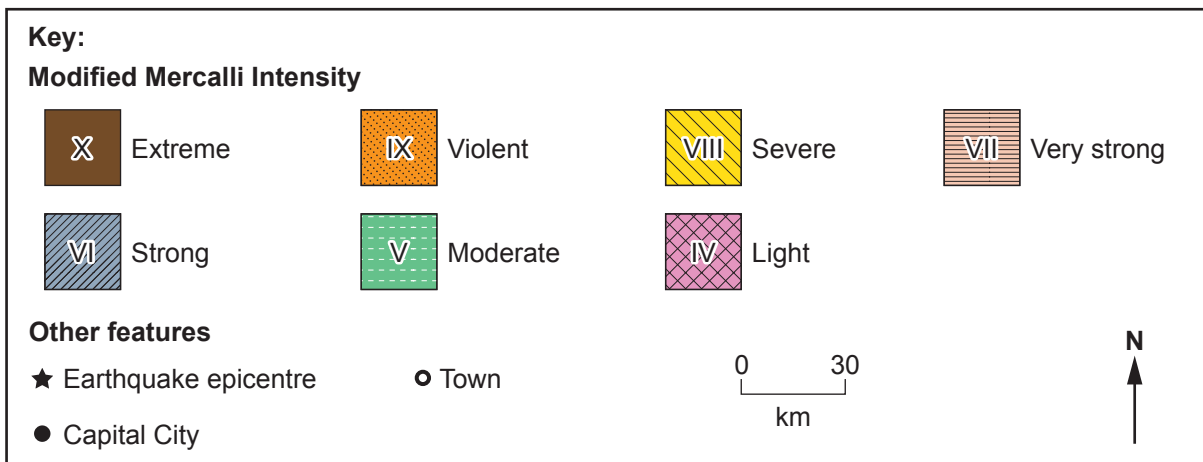 Key:
Modified Mercalli Intensity
X Extreme IX Violent VIII Severe VII Very strong
VI Strong V Moderate IV Light
Other features
Earthquake epicentre Town 0 30 N
km
Capital City